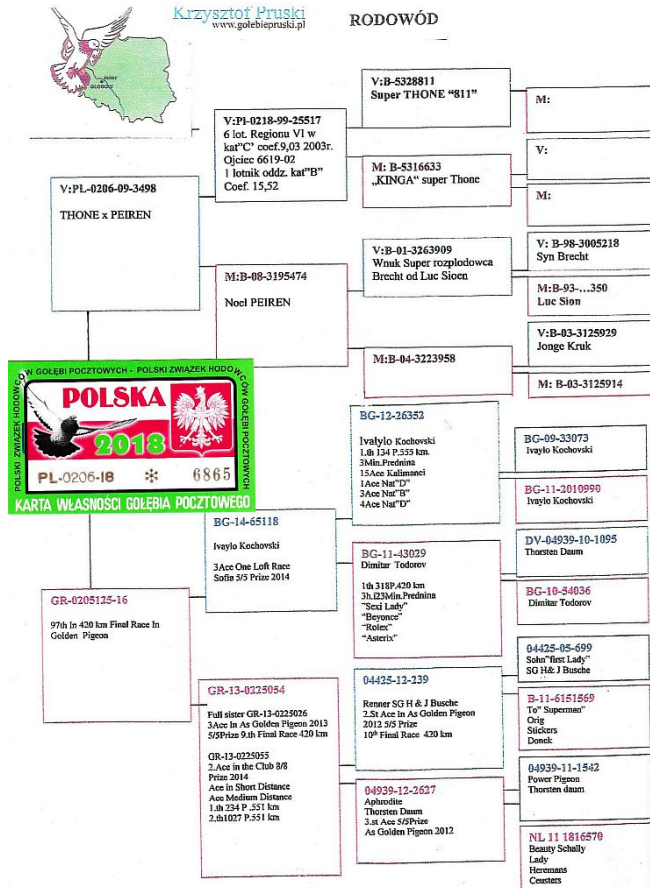 Krzysztof Pruski
www.golebiepruski.pl
RODOWÓD
V:PL-0206-09-3498
THONE x PEIREN
V:Pl-0218-99-25517
6 lot. Regionu VI w
kat"C' coef.9,03 2003r.
Ojciec 6619-02
1 lotnik oddz. kat"B"
Coef. 15,52
M:B-08-3195474
Noel PEIREN
V:B-5328811
Super THONE "811"
M: B-5316633
„KINGA" super Thone
V:B-01-3263909
Wnuk Super rozplodowca
Brecht od Luc Sioen
M:B-04-3223958
M:
V:
M:
V: B-98-3005218
Syn Brecht
M:B-93-...350
Luc Sion
V:B-03-3125929
Jonge Kruk
M: B-03-3125914
POLSKI ZWIĄZEK HODOWCÓW GOŁĘBI POCZTOWYCH - POLSKI ZWIĄZEK HODOWCÓW GOŁĘBI POCZTOWYCH
POLSKA
2018
PL-0206-18 * 6865
KARTA WŁASNOŚCI GOŁĘBIA POCZTOWEGO
GR-0205125-16
97th In 420 km Final Race In
Golden Pigeon
BG-14-65118
Ivaylo Kochovski
3Ace One Loft Race
Sofia 5/5 Prize 2014
GR-13-0225054
Full sister GR-13-0225026
3Ace In As Golden Pigeon 2013
5/5Prize 9.th Final Race 420 km
GR-13-0225055
2.Ace in the Club 8/8
Prize 2014
Ace in Short Distance
Ace Medium Distance
1.th 234 P .551 km
2.th1027 P.551 km
BG-12-26352
Ivalylo Kochovski
1.th 134 P.555 km.
3Min.Prednina
15Ace Kalimanci
1Ace Nat"D"
3Ace Nat"B"
4Ace Nat"D"
BG-11-43029
Dimitar Todorov
1th 318P.420 km
3h.i23Min.Prednina
"Sexi Lady"
"Beyonce"
"Rolex"
"Asterix"
04425-12-239
Renner SG H & J Busche
2.St Ace In As Golden Pigeon
2012 5/5 Prize
10th Final Race 420 km
04939-12-2627
Aphrodite
Thorsten Daum
3.st Ace 5/5Prize
As Golden Pigeon 2012
BG-09-33073
Ivaylo Kochovski
BG-11-2010990
Ivaylo Kochovski
DV-04939-10-1095
Thorsten Daum
BG-10-54036
Dimitar Todorov
04425-05-699
Sohn"first Lady"
SG H& J Busche
B-11-6151569
To" Superman"
Orig
Stickers
Donck
04939-11-1542
Power Pigeon
Thorsten daum
NL 11 1816570
Beauty Schally
Lady
Heremans
Ceusters